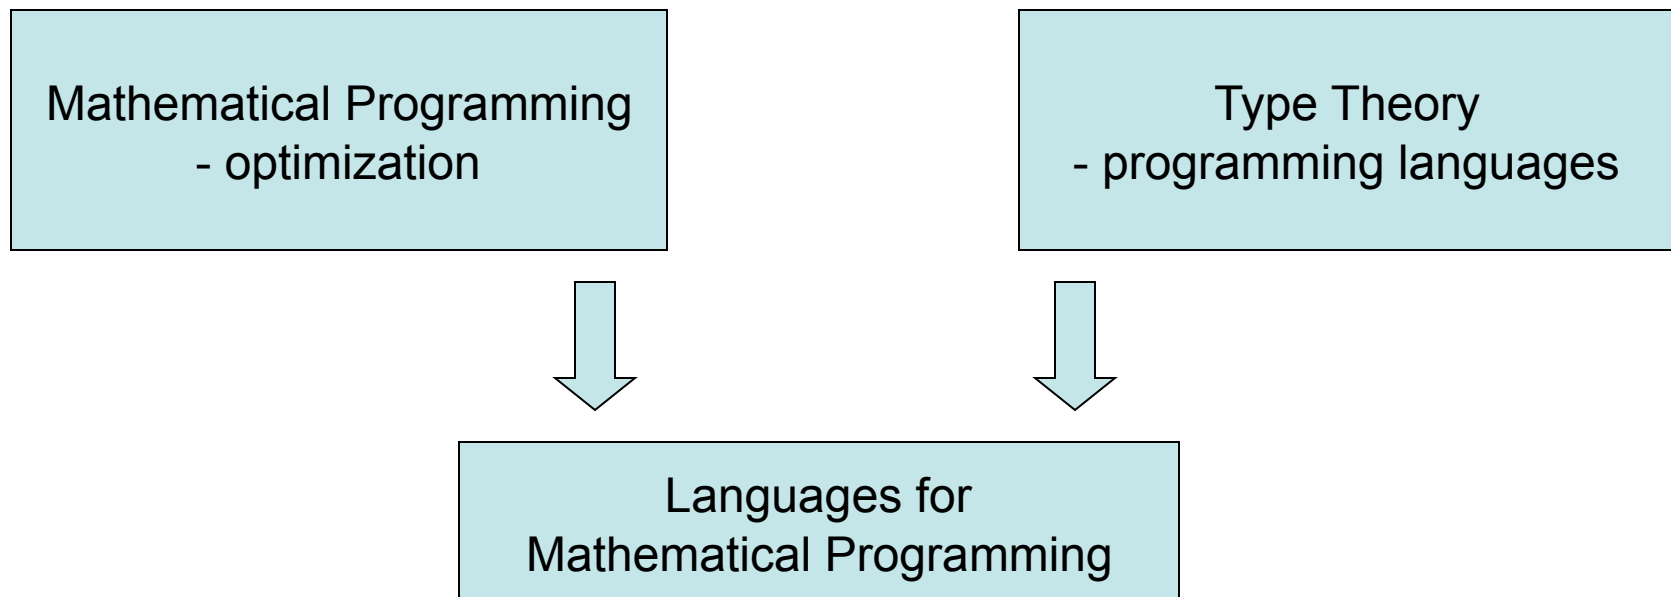 Mathematical Programming
- optimization
Type Theory
- programming languages
Languages for
Mathematical Programming